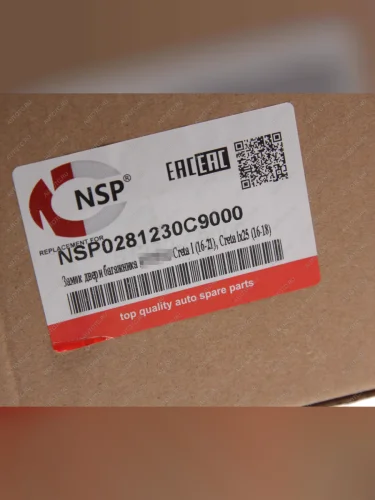 NSP®
EAC EAC
REPLACEMENT FOR
NSP0281230C9000
Замок двери багажника Creta I (16-21), Creta Ix25 (16-18)
top quality auto spare parts